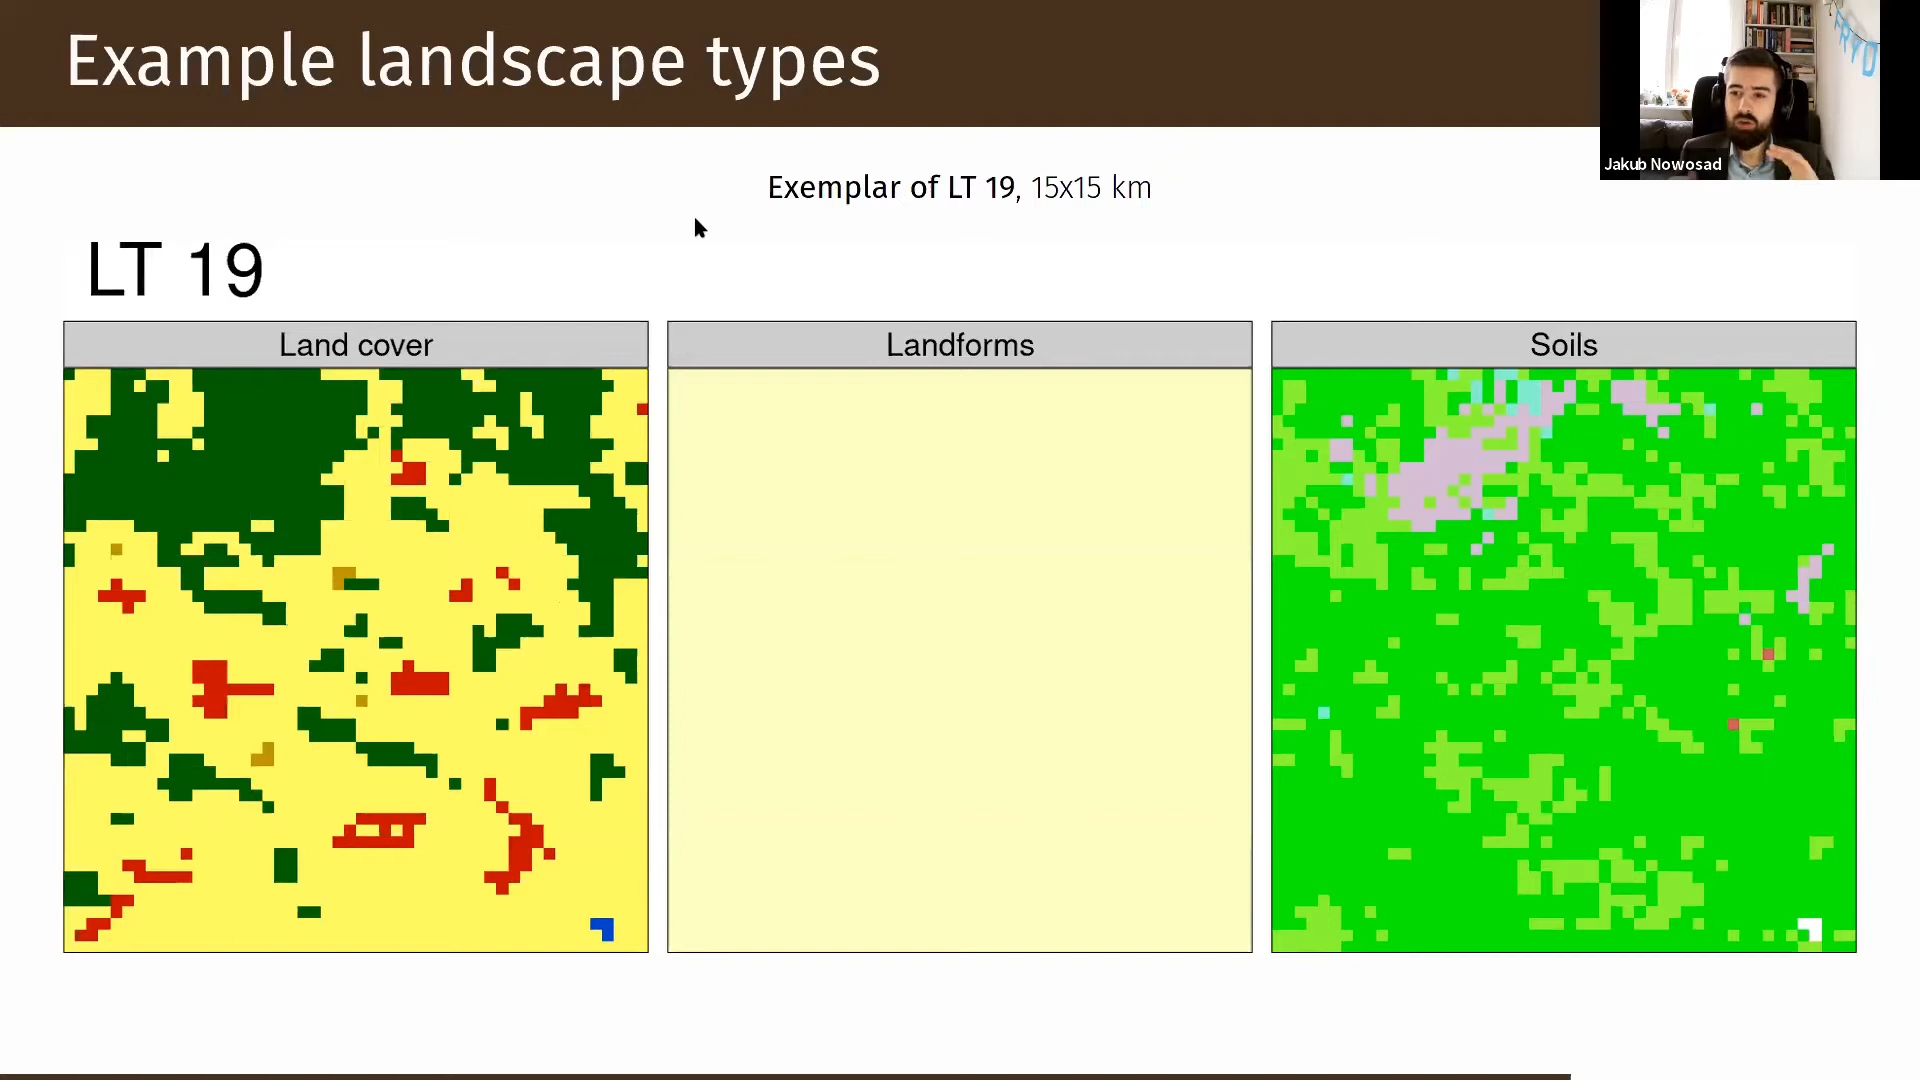 Example landscape types
Jakub Nowosad
Exemplar of LT 19, 15x15 km
LT 19
Land cover
Landforms
Soils